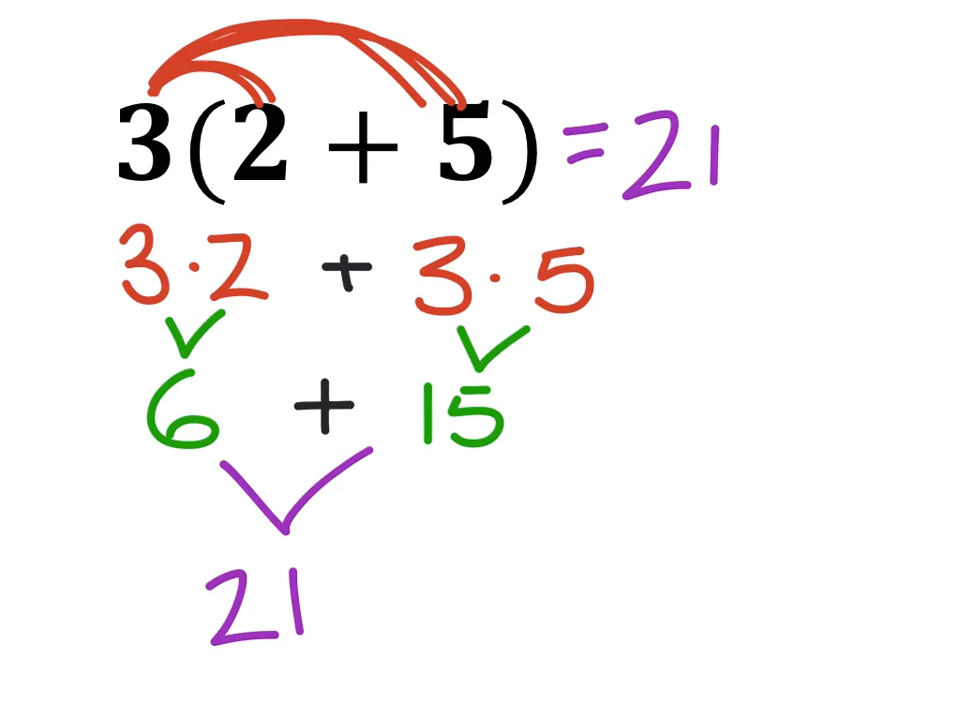 3(2 + 5) = 21
3 · 2 + 3 · 5
6 + 15
21